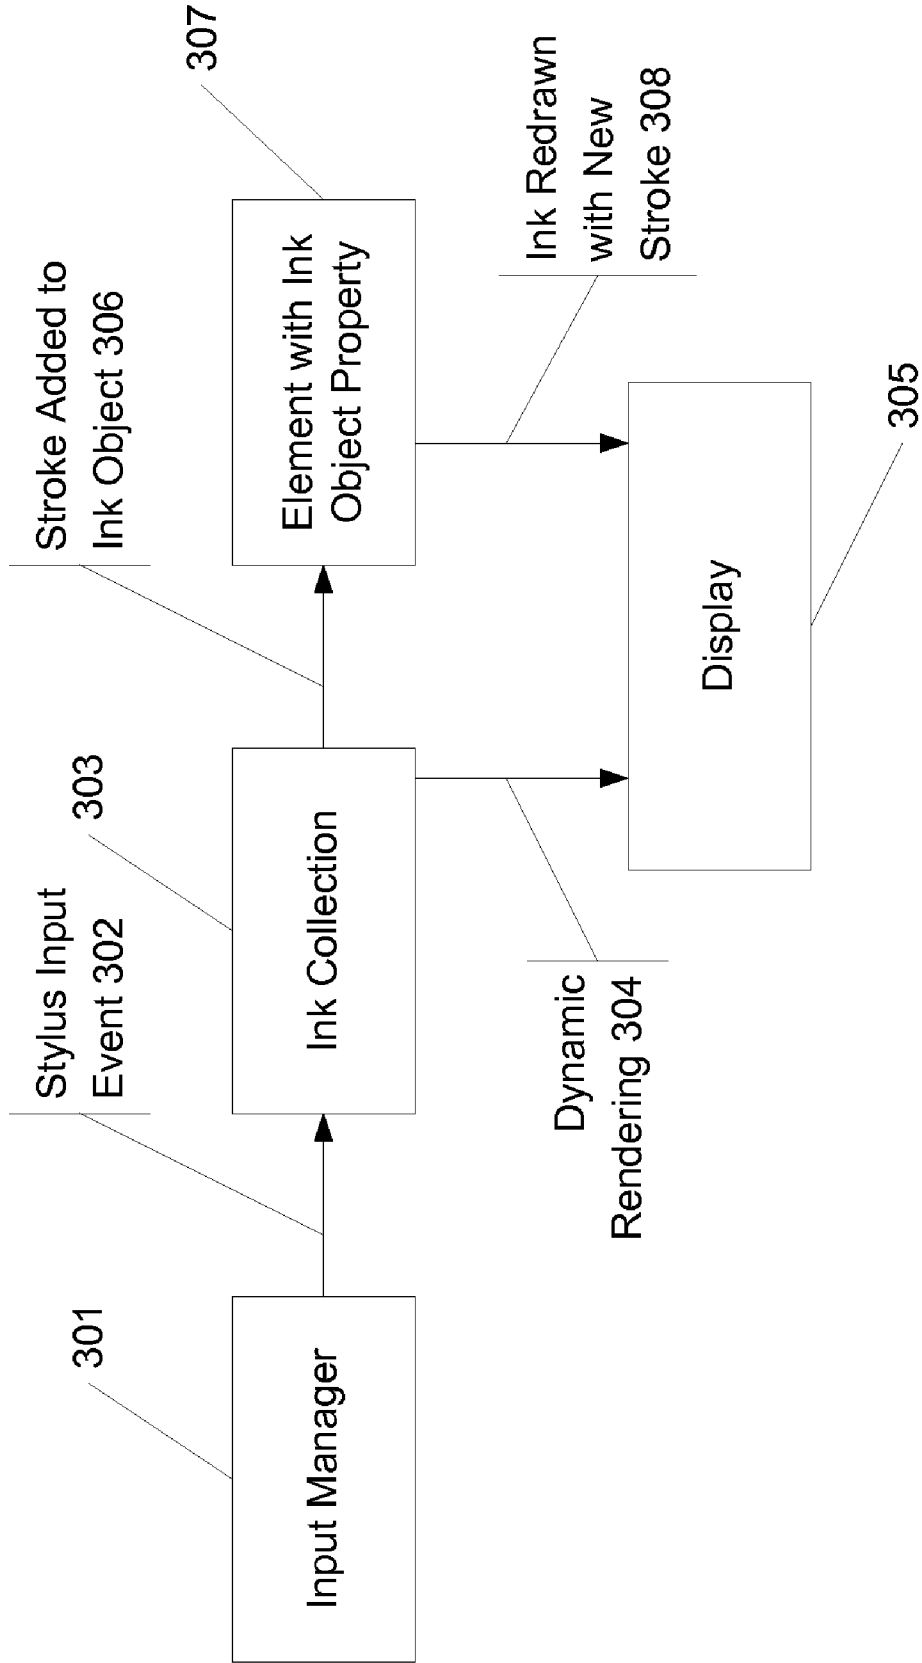 301
Input Manager
Stylus Input
Event 302
303
Ink Collection
Dynamic
Rendering 304
Stroke Added to
Ink Object 306
307
Element with Ink
Object Property
Ink Redrawn
with New
Stroke 308
Display
305